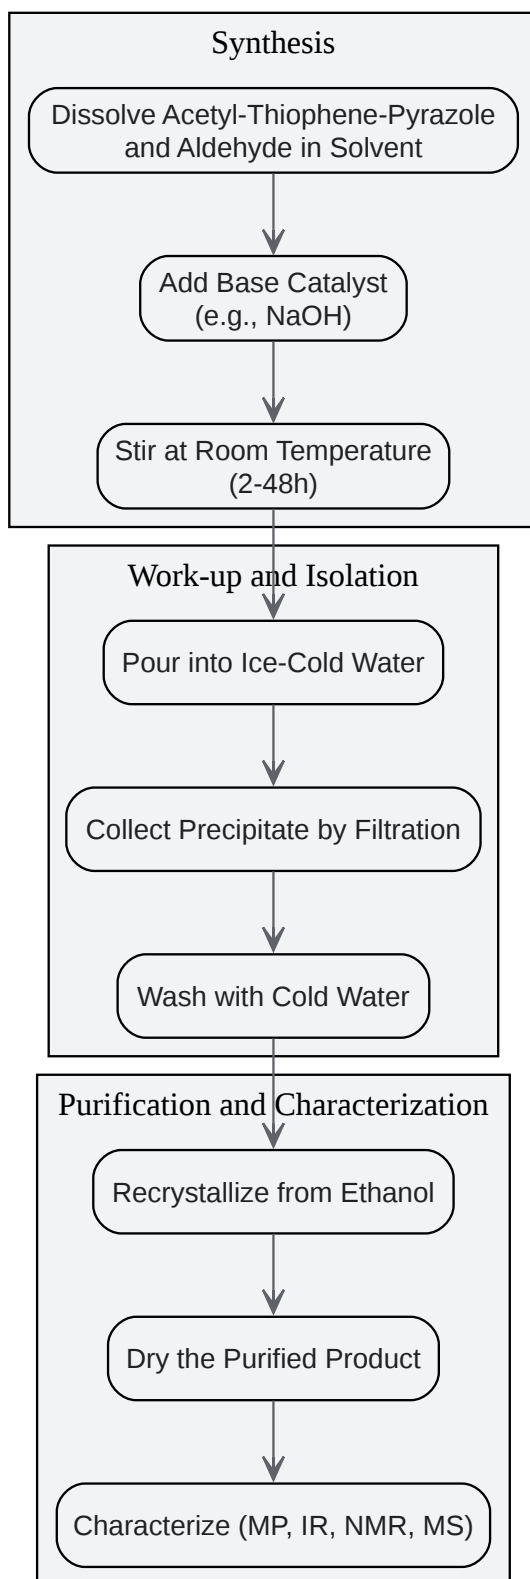 Synthesis
Dissolve Acetyl-Thiophene-Pyrazole
and Aldehyde in Solvent
Add Base Catalyst
(e.g., NaOH)
Stir at Room Temperature
(2-48h)
Work-up and Isolation
Pour into Ice-Cold Water
Collect Precipitate by Filtration
Wash with Cold Water
Purification and Characterization
Recrystallize from Ethanol
Dry the Purified Product
Characterize (MP, IR, NMR, MS)